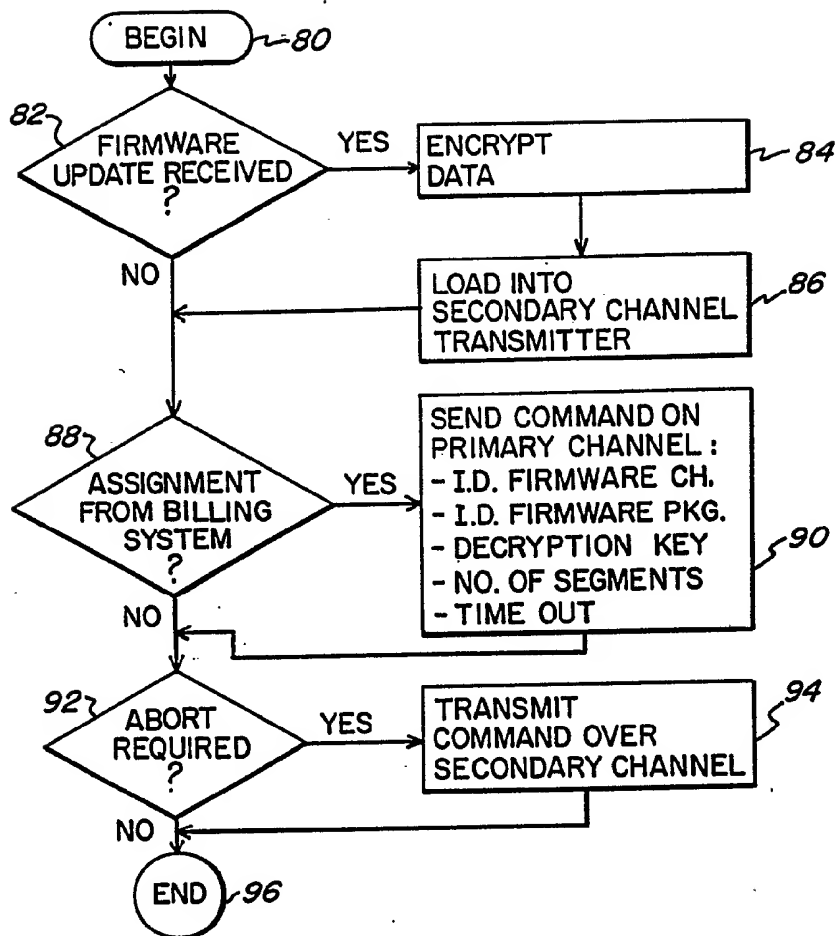 BEGIN
80
82
FIRMWARE
UPDATE RECEIVED
?
YES
ENCRYPT
DATA
84
NO
LOAD INTO
SECONDARY CHANNEL
TRANSMITTER
86
88
ASSIGNMENT
FROM BILLING
SYSTEM
?
YES
SEND COMMAND ON
PRIMARY CHANNEL :
- I.D. FIRMWARE CH.
- I.D. FIRMWARE PKG.
- DECRYPTION KEY
- NO. OF SEGMENTS
- TIME OUT
90
NO
92
ABORT
REQUIRED
?
YES
TRANSMIT
COMMAND OVER
SECONDARY CHANNEL
94
NO
END
96